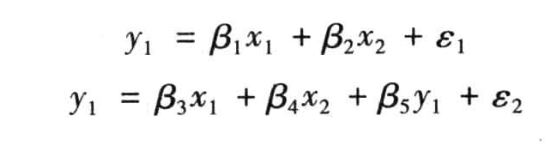 y₁ = β₁x₁ + β₂x₂ + ε₁
y₁ = β₃x₁ + β₄x₂ + β₅y₁ + ε₂